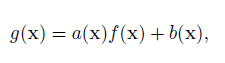 g(x) = a(x)f(x) + b(x),